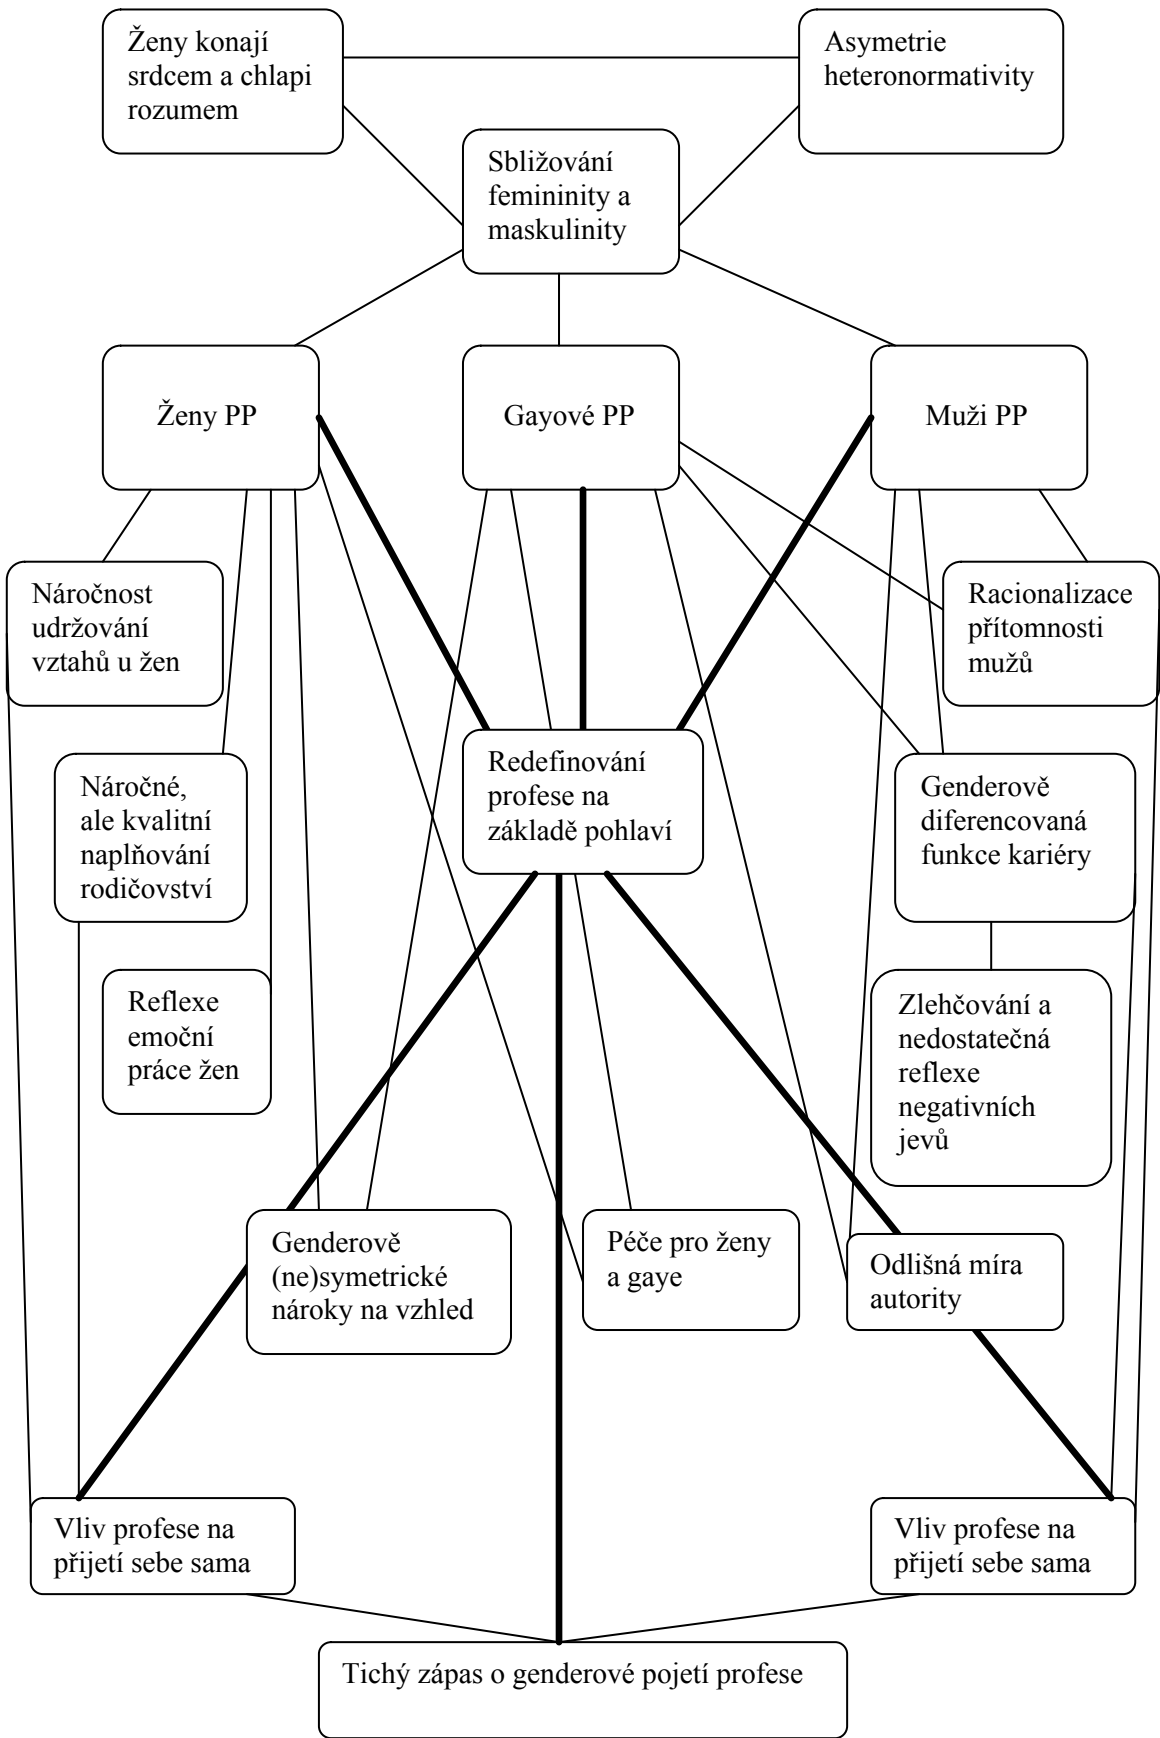 Ženy konají
srdcem a chlapi
rozumem
Asymetrie
heteronormativity
Sbližování
femininity a
maskulinity
Ženy PP
Gayové PP
Muži PP
Náročnost
udržování
vztahů u žen
Racionalizace
přítomnosti
mužů
Redefinování
profese na
základě pohlaví
Náročné,
ale kvalitní
naplňování
rodičovství
Genderově
diferencovaná
funkce kariéry
Reflexe
emoční
práce žen
Zlehčování a
nedostatečná
reflexe
negativních
jevů
Genderově
(ne)symetrické
nároky na vzhled
Péče pro ženy
a gaye
Odlišná míra
autority
Vliv profese na
přijetí sebe sama
Vliv profese na
přijetí sebe sama
Tichý zápas o genderové pojetí profese